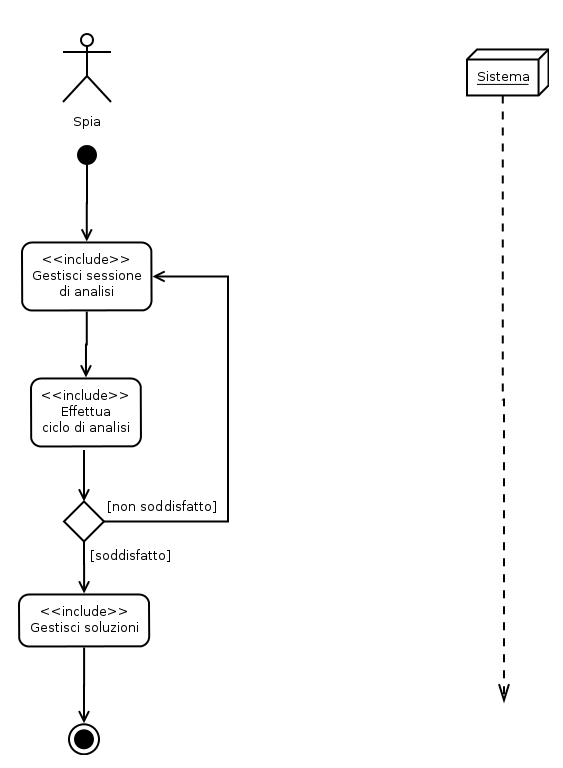 Spia
Sistema
<<include>>
Gestisci sessione
di analisi
<<include>>
Effettua
ciclo di analisi
[non soddisfatto]
[soddisfatto]
<<include>>
Gestisci soluzioni